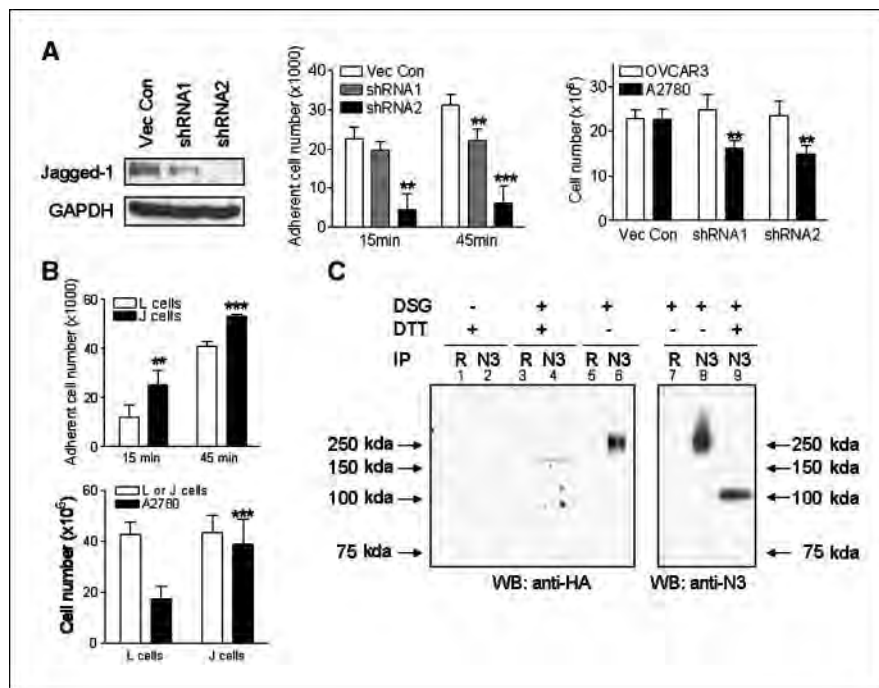 A
Vec Con
shRNA1
shRNA2
Jagged-1
GAPDH
Adherent cell number (x1000)
40
30
20
10
0
Vec Con
shRNA1
shRNA2
**
**
***
15min
45min
Cell number (x10⁶)
30
20
10
0
OVCAR3
A2780
**
**
Vec Con
shRNA1
shRNA2
B
Adherent cell number (x1000)
60
40
20
0
L cells
J cells
**
***
15 min
45 min
Cell number (x10⁶)
60
40
20
0
L or J cells
A2780
***
L cells
J cells
C
DSG - + + + + +
DTT + + - - - +
IP R N3 R N3 R N3 R N3 N3
1 2 3 4 5 6 7 8 9
250 kda
150 kda
100 kda
75 kda
250 kda
150 kda
100 kda
75 kda
WB: anti-HA
WB: anti-N3